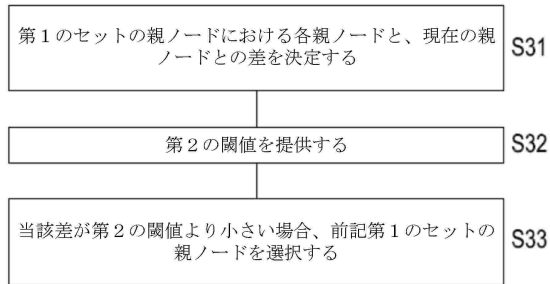 第１のセットの親ノードにおける各親ノードと、現在の親
ノードとの差を決定する
S31
第２の閾値を提供する
S32
当該差が第２の閾値より小さい場合、前記第１のセットの
親ノードを選択する
S33